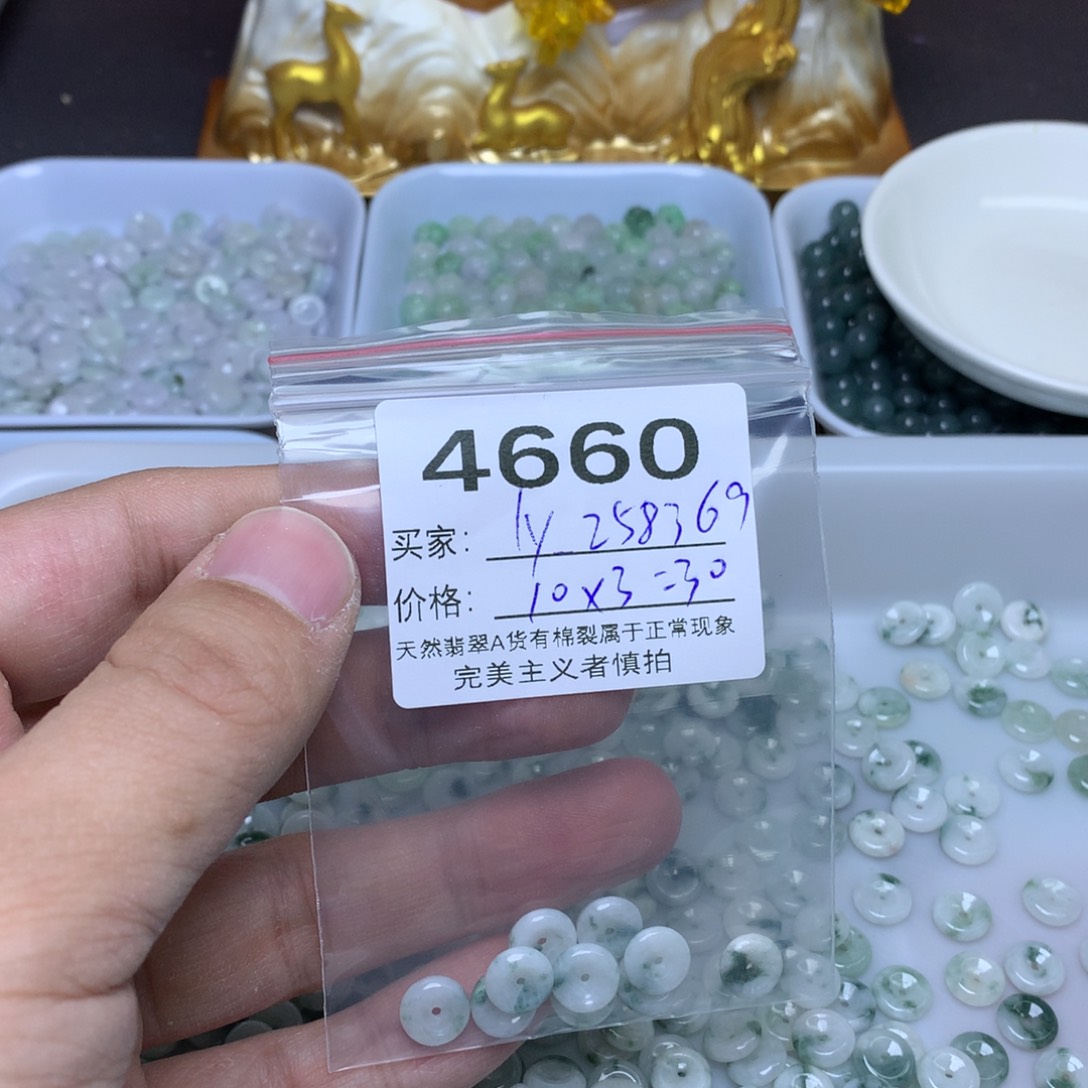 4660
买家: ly_258369
价格: 10x3=30
天然翡翠A货有棉裂属于正常现象
完美主义者慎拍